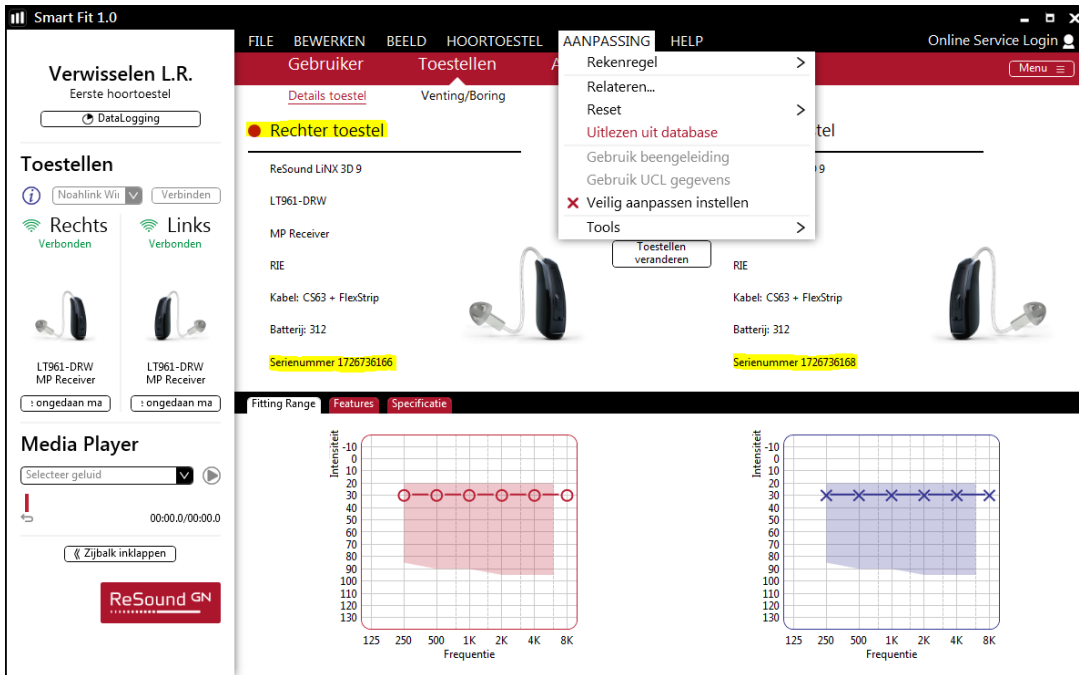 Smart Fit 1.0
FILE BEWERKEN BEELD HOORTOESTEL AANPASSING HELP
Online Service Login
Gebruiker Toestellen A
Menu
Details toestel Venting/Boring
Rekenregel
Relateren...
Reset
Uitlezen uit database
Gebruik beengeleiding
Gebruik UCL gegevens
Veilig aanpassen instellen
Tools
Verwisselen L.R.
Eerste hoortoestel
DataLogging
Toestellen
Noahlink Wi Verbinden
Rechts Links
Verbonden Verbonden
LT961-DRW LT961-DRW
MP Receiver MP Receiver
ongedaan ma ongedaan ma
Media Player
Selecteer geluid
00:00.0/00:00.0
⟪ Zijbalk inklappen
ReSound GN
Rechter toestel
ReSound LiNX 3D 9
LT961-DRW
MP Receiver
RIE
Kabel: CS63 + FlexStrip
Batterij: 312
Serienummer 1726736166
Toestellen
veranderen
tel
9
RIE
Kabel: CS63 + FlexStrip
Batterij: 312
Serienummer 1726736168
Fitting Range Features Specificatie
Intensiteit
-10
0
10
20
30
40
50
60
70
80
90
100
110
120
130
125 250 500 1K 2K 4K 8K
Frequentie
Intensiteit
-10
0
10
20
30
40
50
60
70
80
90
100
110
120
130
125 250 500 1K 2K 4K 8K
Frequentie